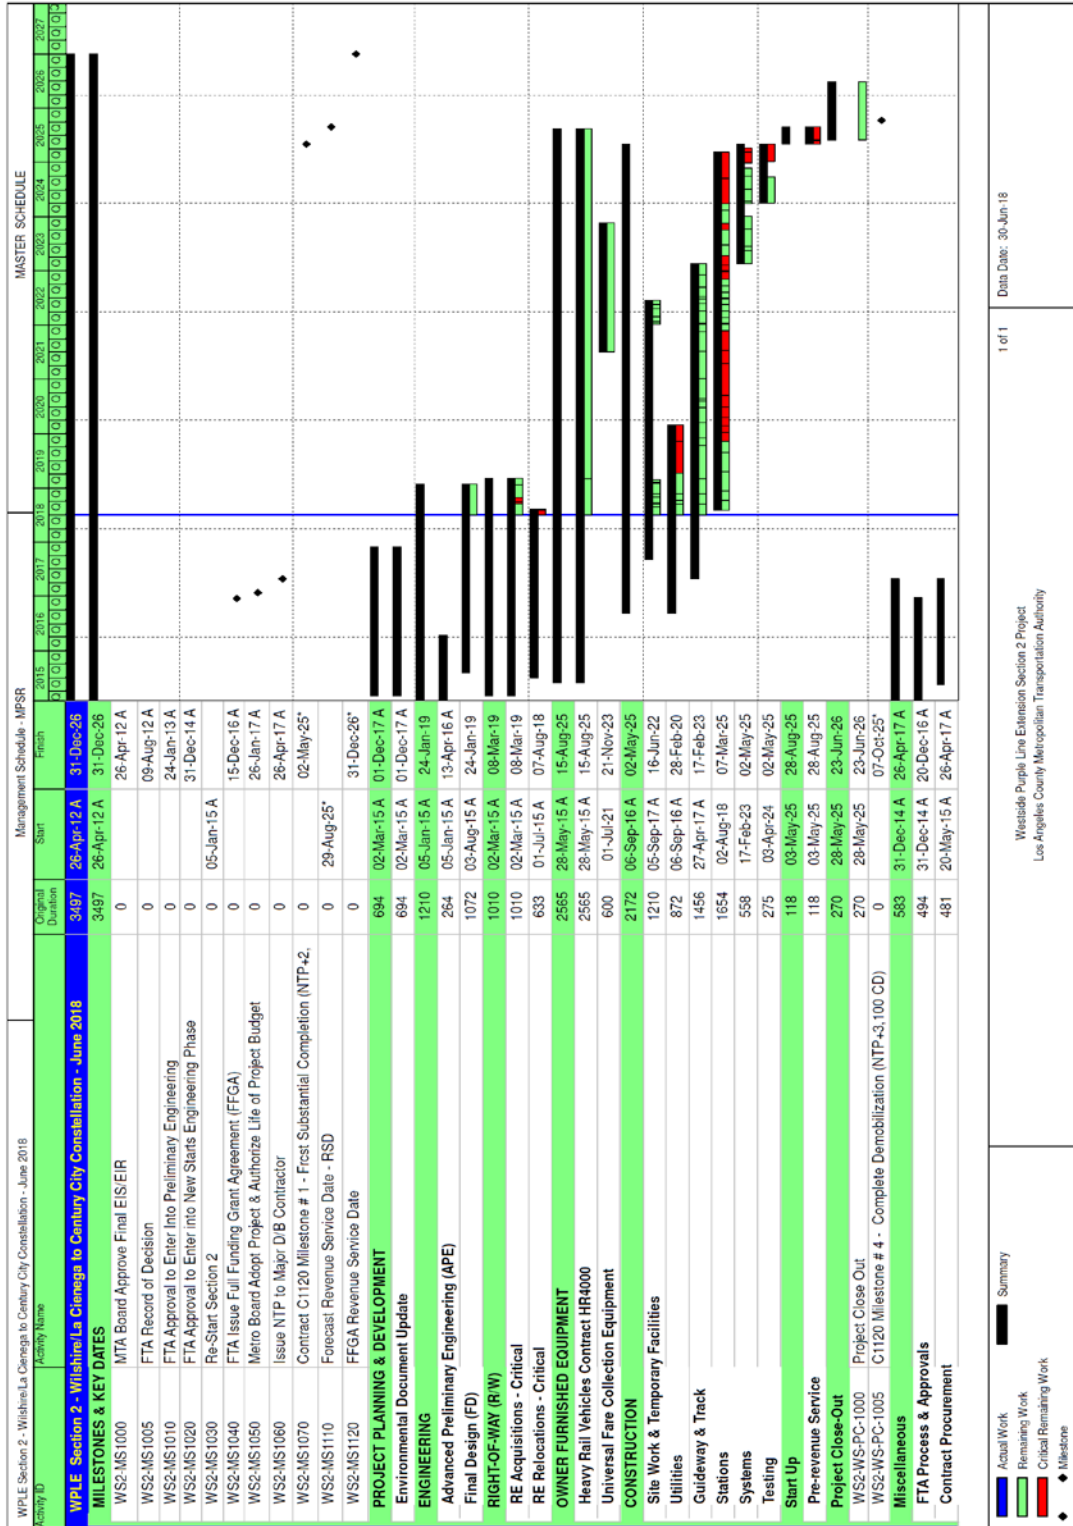 WPLE Section 2 - Wilshire/La Cienega to Century City Constellation - June 2018 Management Schedule - MPSR MASTER SCHEDULE
Activity ID Activity Name Original Duration Start Finish 2015 2016 2017 2018 2019 2020 2021 2022 2023 2024 2025 2026 2027
WPLE Section 2 - Wilshire/La Cienega to Century City Constellation - June 2018 3497 26-Apr-12 A 31-Dec-26
MILESTONES & KEY DATES 3497 26-Apr-12 A 31-Dec-26
WS2-MS1000 MTA Board Approve Final EIS/EIR 0 26-Apr-12 A
WS2-MS1005 FTA Record of Decision 0 09-Aug-12 A
WS2-MS1010 FTA Approval to Enter Into Preliminary Engineering 0 24-Jan-13 A
WS2-MS1020 FTA Approval to Enter into New Starts Engineering Phase 0 31-Dec-14 A
WS2-MS1030 Re-Start Section 2 0 05-Jan-15 A
WS2-MS1040 FTA Issue Full Funding Grant Agreement (FFGA) 0 15-Dec-16 A
WS2-MS1050 Metro Board Adopt Project & Authorize Life of Project Budget 0 26-Jan-17 A
WS2-MS1060 Issue NTP to Major D/B Contractor 0 26-Apr-17 A
WS2-MS1070 Contract C1120 Milestone # 1 - Frcst Substantial Completion (NTP+2, 0 02-May-25*
WS2-MS1110 Forecast Revenue Service Date - RSD 0 29-Aug-25*
WS2-MS1120 FFGA Revenue Service Date 0 31-Dec-26*
PROJECT PLANNING & DEVELOPMENT 694 02-Mar-15 A 01-Dec-17 A
Environmental Document Update 694 02-Mar-15 A 01-Dec-17 A
ENGINEERING 1210 05-Jan-15 A 24-Jan-19
Advanced Preliminary Engineering (APE) 264 05-Jan-15 A 13-Apr-16 A
Final Design (FD) 1072 03-Aug-15 A 24-Jan-19
RIGHT-OF-WAY (R/W) 1010 02-Mar-15 A 08-Mar-19
RE Acquisitions - Critical 1010 02-Mar-15 A 08-Mar-19
RE Relocations - Critical 633 01-Jul-15 A 07-Aug-18
OWNER FURNISHED EQUIPMENT 2565 28-May-15 A 15-Aug-25
Heavy Rail Vehicles Contract HR4000 2565 28-May-15 A 15-Aug-25
Universal Fare Collection Equipment 600 01-Jul-21 21-Nov-23
CONSTRUCTION 2172 06-Sep-16 A 02-May-25
Site Work & Temporary Facilities 1210 05-Sep-17 A 16-Jun-22
Utilities 872 06-Sep-16 A 28-Feb-20
Guideway & Track 1456 27-Apr-17 A 17-Feb-23
Stations 1654 02-Aug-18 07-Mar-25
Systems 558 17-Feb-23 02-May-25
Testing 275 03-Apr-24 02-May-25
Start Up 118 03-May-25 28-Aug-25
Pre-revenue Service 118 03-May-25 28-Aug-25
Project Close-Out 270 28-May-25 23-Jun-26
WS2-WS-PC-1000 Project Close Out 270 28-May-25 23-Jun-26
WS2-WS-PC-1005 C1120 Milestone # 4 - Complete Demobilization (NTP+3,100 CD) 0 07-Oct-25*
Miscellaneous 583 31-Dec-14 A 26-Apr-17 A
FTA Process & Approvals 494 31-Dec-14 A 20-Dec-16 A
Contract Procurement 481 20-May-15 A 26-Apr-17 A
Actual Work Summary
Remaining Work
Critical Remaining Work
Milestone
Westside Purple Line Extension Section 2 Project
Los Angeles County Metropolitan Transportation Authority
1 of 1
Data Date: 30-Jun-18